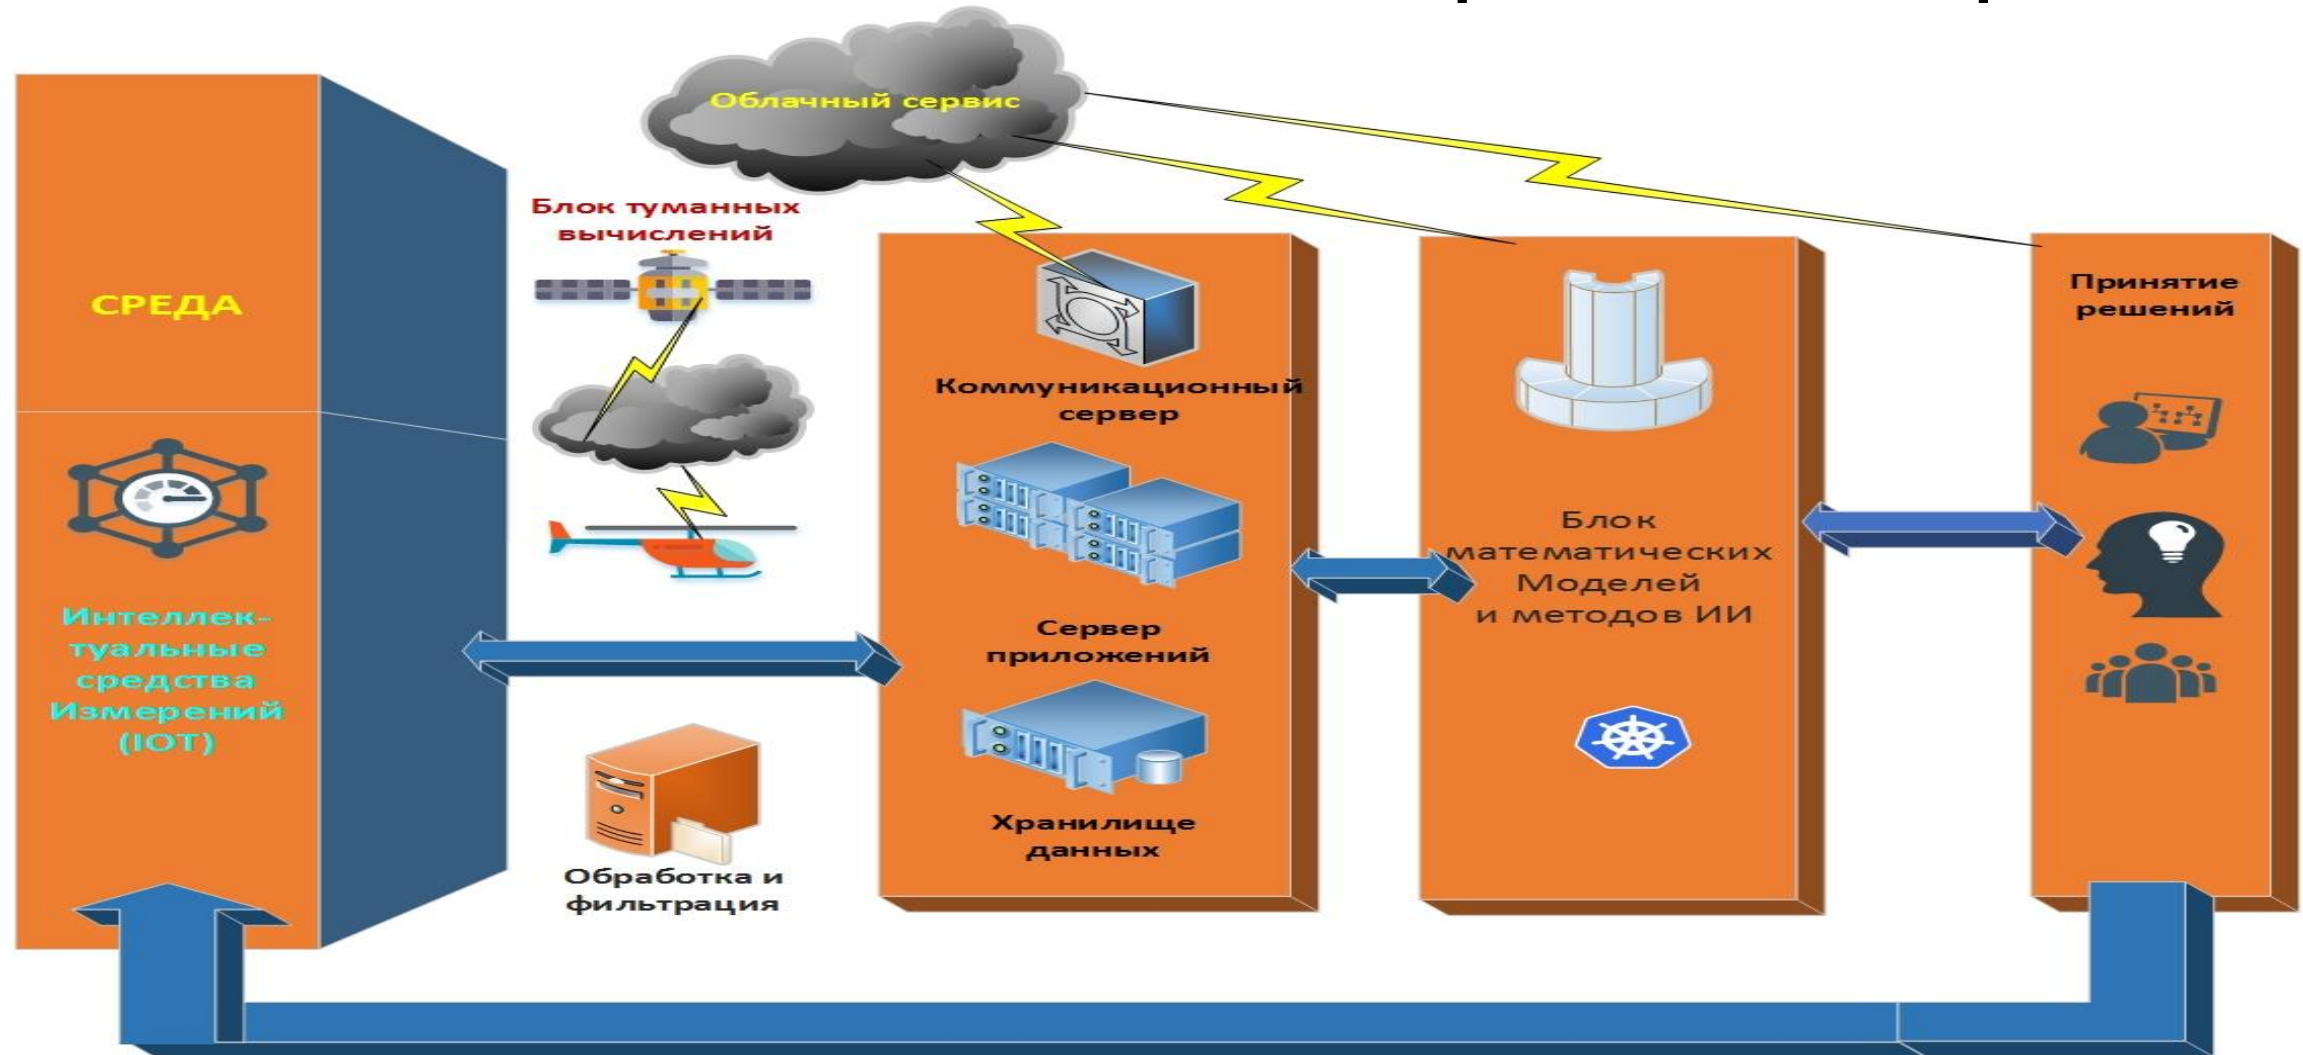 Облачный сервис
Блок туманных
вычислений
СРЕДА
Интеллек-
туальные
средства
Измерений
(IOT)
Обработка и
фильтрация
Коммуникационный
сервер
Сервер
приложений
Хранилище
данных
Блок
математических
Моделей
и методов ИИ
Принятие
решений